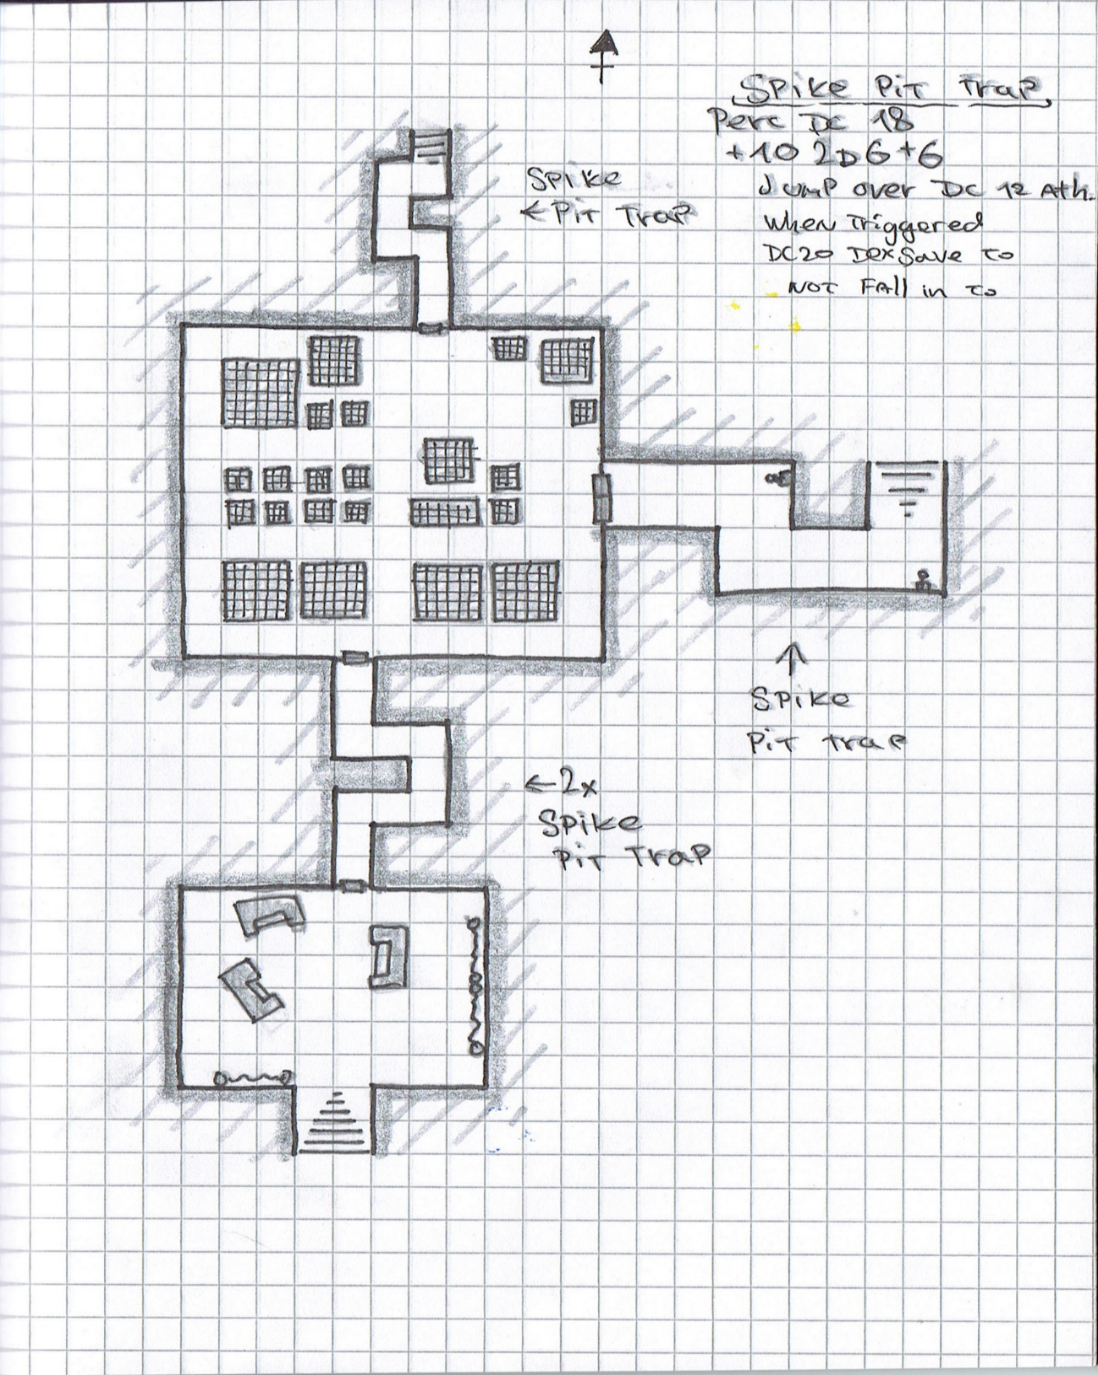 Spike Pit Trap
Perc DC 18
+10 2D6+6
Jump over DC 12 Ath.
When Triggered
DC20 Dex Save to
NOT Fall in to
Spike
←Pit Trap
↑
Spike
Pit trap
←2x
Spike
Pit Trap